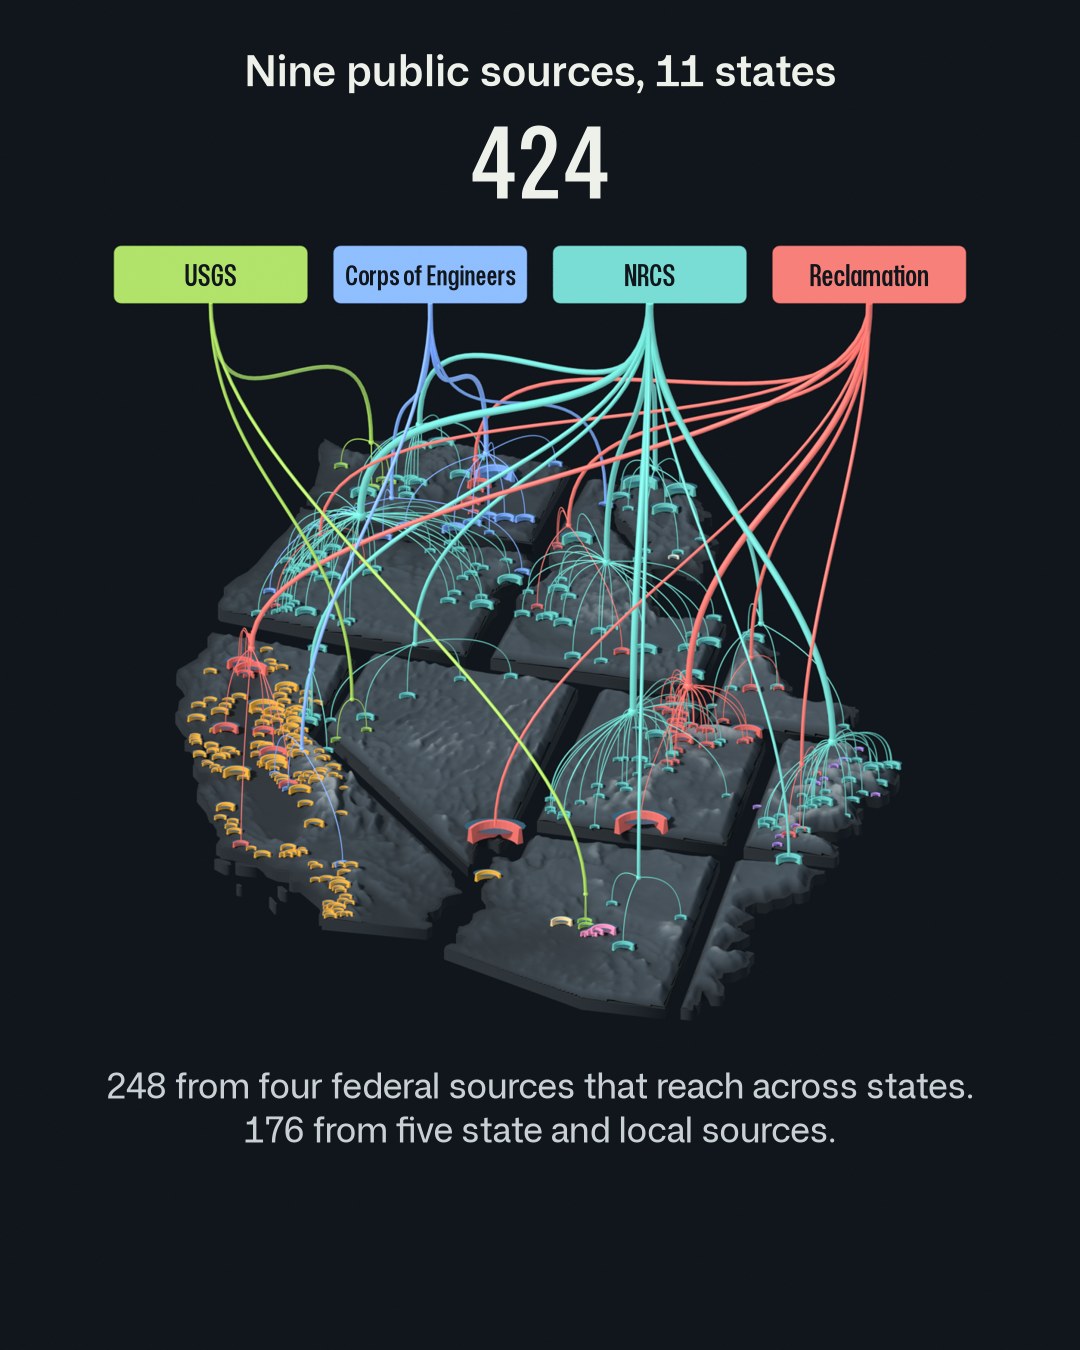 Nine public sources, 11 states
424
USGS
Corps of Engineers
NRCS
Reclamation
248 from four federal sources that reach across states.
176 from five state and local sources.